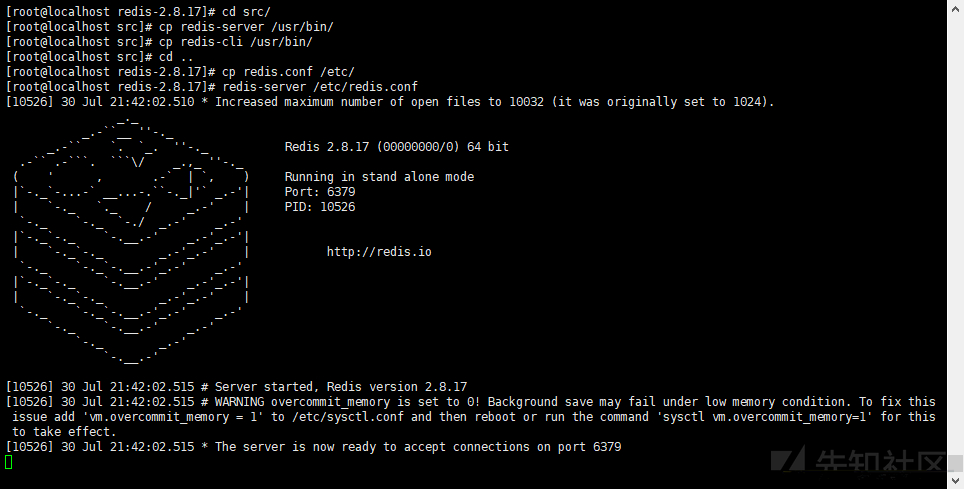 [root@localhost redis-2.8.17]# cd src/
[root@localhost src]# cp redis-server /usr/bin/
[root@localhost src]# cp redis-cli /usr/bin/
[root@localhost src]# cd ..
[root@localhost redis-2.8.17]# cp redis.conf /etc/
[root@localhost redis-2.8.17]# redis-server /etc/redis.conf
[10526] 30 Jul 21:42:02.510 * Increased maximum number of open files to 10032 (it was originally set to 1024).
Redis 2.8.17 (00000000/0) 64 bit
Running in stand alone mode
Port: 6379
PID: 10526
http://redis.io
[10526] 30 Jul 21:42:02.515 # Server started, Redis version 2.8.17
[10526] 30 Jul 21:42:02.515 # WARNING overcommit_memory is set to 0! Background save may fail under low memory condition. To fix this
issue add 'vm.overcommit_memory = 1' to /etc/sysctl.conf and then reboot or run the command 'sysctl vm.overcommit_memory=1' for this
to take effect.
[10526] 30 Jul 21:42:02.515 * The server is now ready to accept connections on port 6379
先知社区